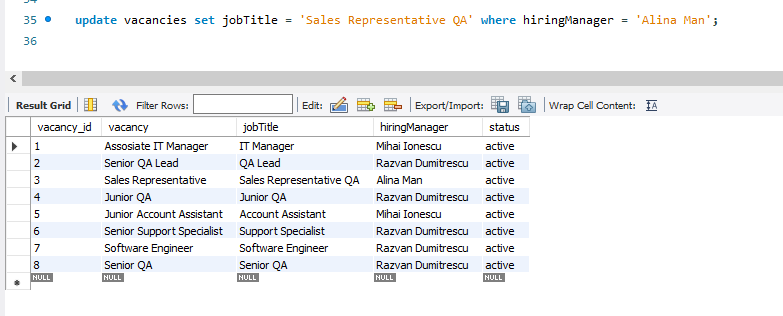 35 update vacancies set jobTitle = 'Sales Representative QA' where hiringManager = 'Alina Man';
36
Result Grid Filter Rows: Edit: Export/Import: Wrap Cell Content:
vacancy_id vacancy jobTitle hiringManager status
1 Assosiate IT Manager IT Manager Mihai Ionescu active
2 Senior QA Lead QA Lead Razvan Dumitrescu active
3 Sales Representative Sales Representative QA Alina Man active
4 Junior QA Junior QA Razvan Dumitrescu active
5 Junior Account Assistant Account Assistant Mihai Ionescu active
6 Senior Support Specialist Support Specialist Razvan Dumitrescu active
7 Software Engineer Software Engineer Razvan Dumitrescu active
8 Senior QA Senior QA Razvan Dumitrescu active
NULL NULL NULL NULL NULL